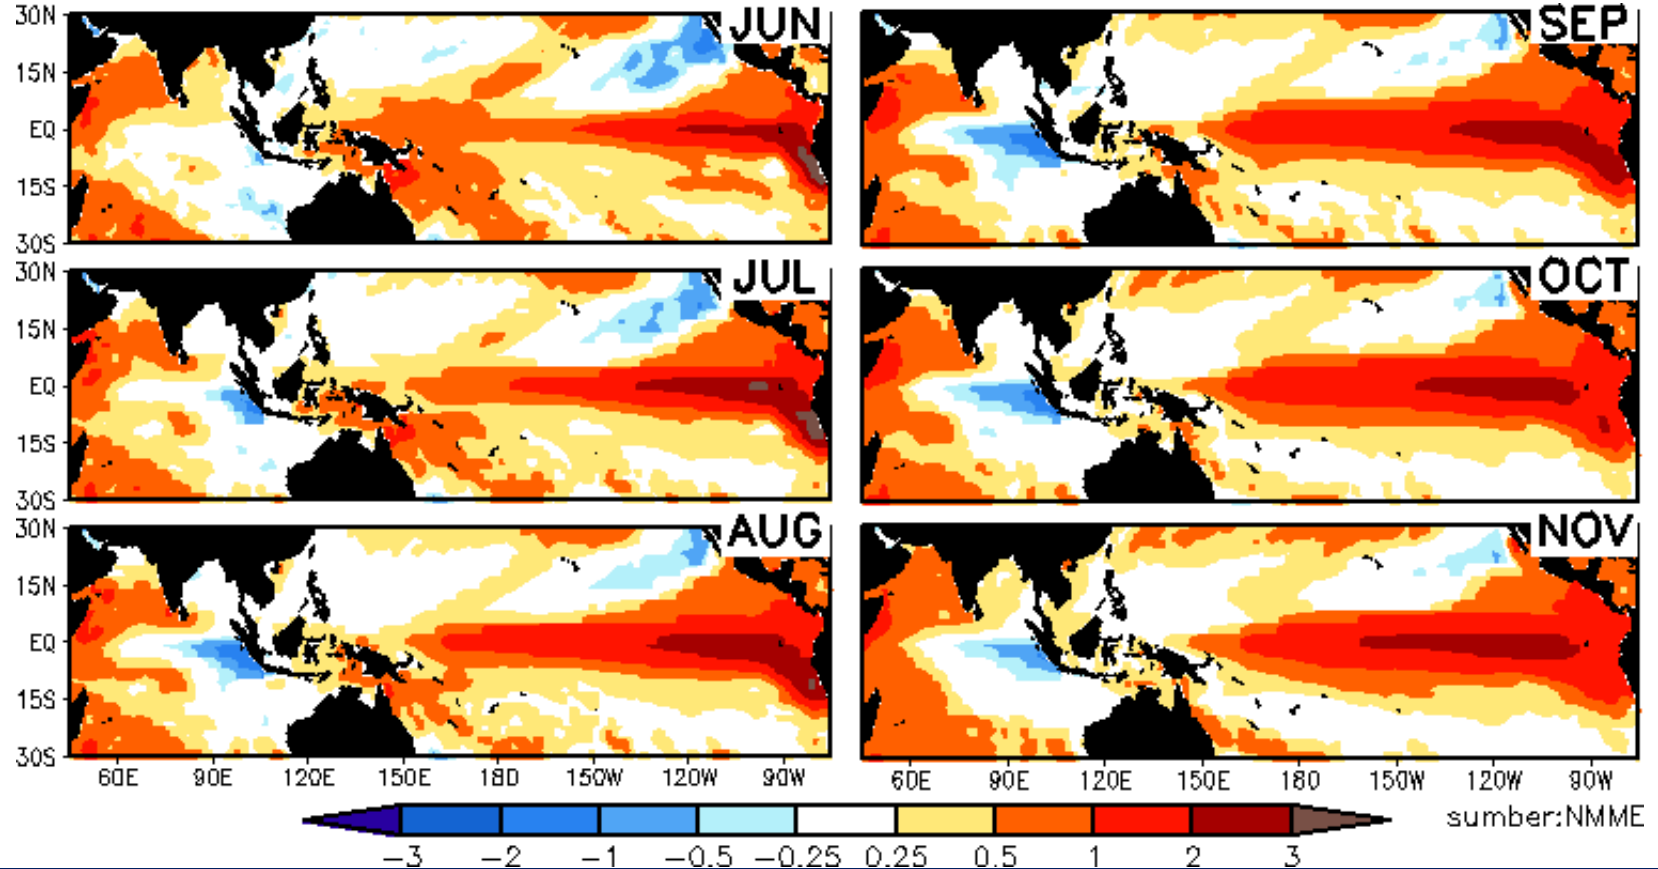 30N
15N
EQ
15S
30S
JUN
SEP
30N
15N
EQ
15S
30S
JUL
OCT
30N
15N
EQ
15S
30S
AUG
NOV
60E 90E 120E 150E 180 150W 120W 90W
60E 90E 120E 150E 180 150W 120W 90W
-3 -2 -1 -0.5 -0.25 0.25 0.5 1 2 3
sumber:NMME